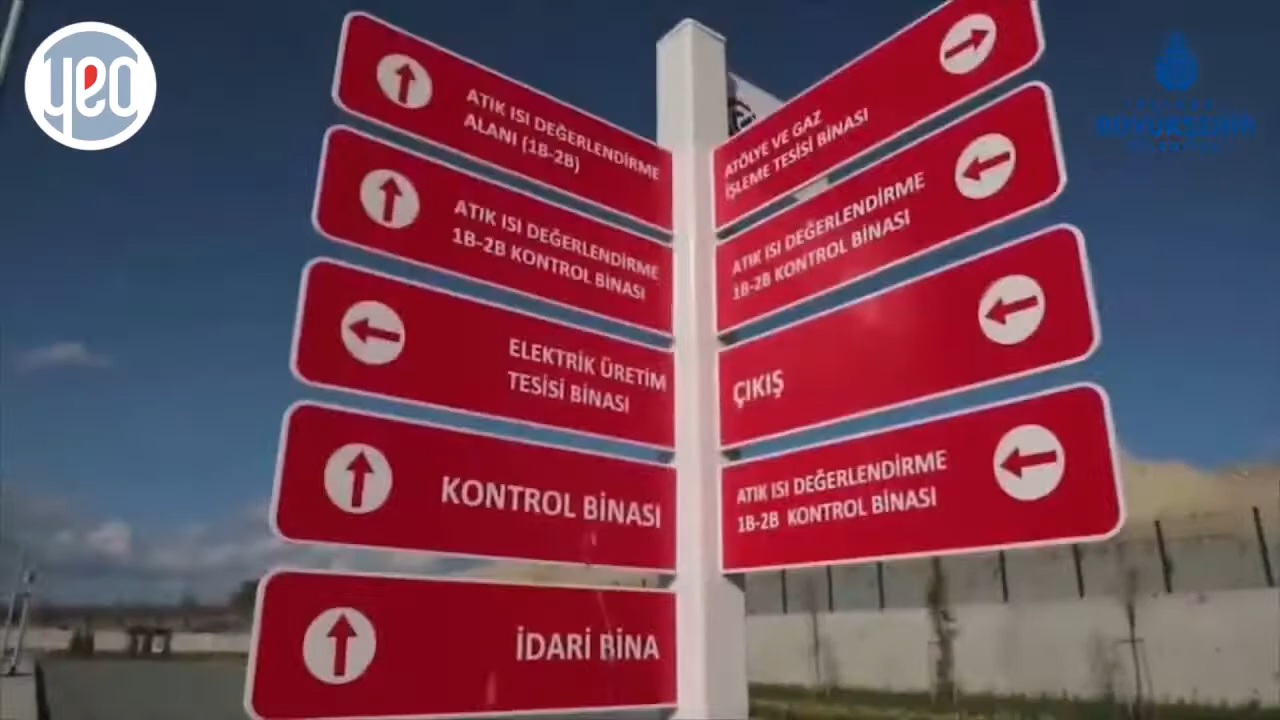 yeo
ATIK ISI DEĞERLENDİRME
ALANI (1B-2B)
ATIK ISI DEĞERLENDİRME
1B-2B KONTROL BİNASI
ELEKTRİK ÜRETİM
TESİSİ BİNASI
KONTROL BİNASI
İDARİ BİNA
ATÖLYE VE GAZ
İŞLEME TESİSİ BİNASI
ATIK ISI DEĞERLENDİRME
1B-2B KONTROL BİNASI
ÇIKIŞ
ATIK ISI DEĞERLENDİRME
1B-2B KONTROL BİNASI
İSTANBUL
BÜYÜKŞEHİR
BELEDİYESİ